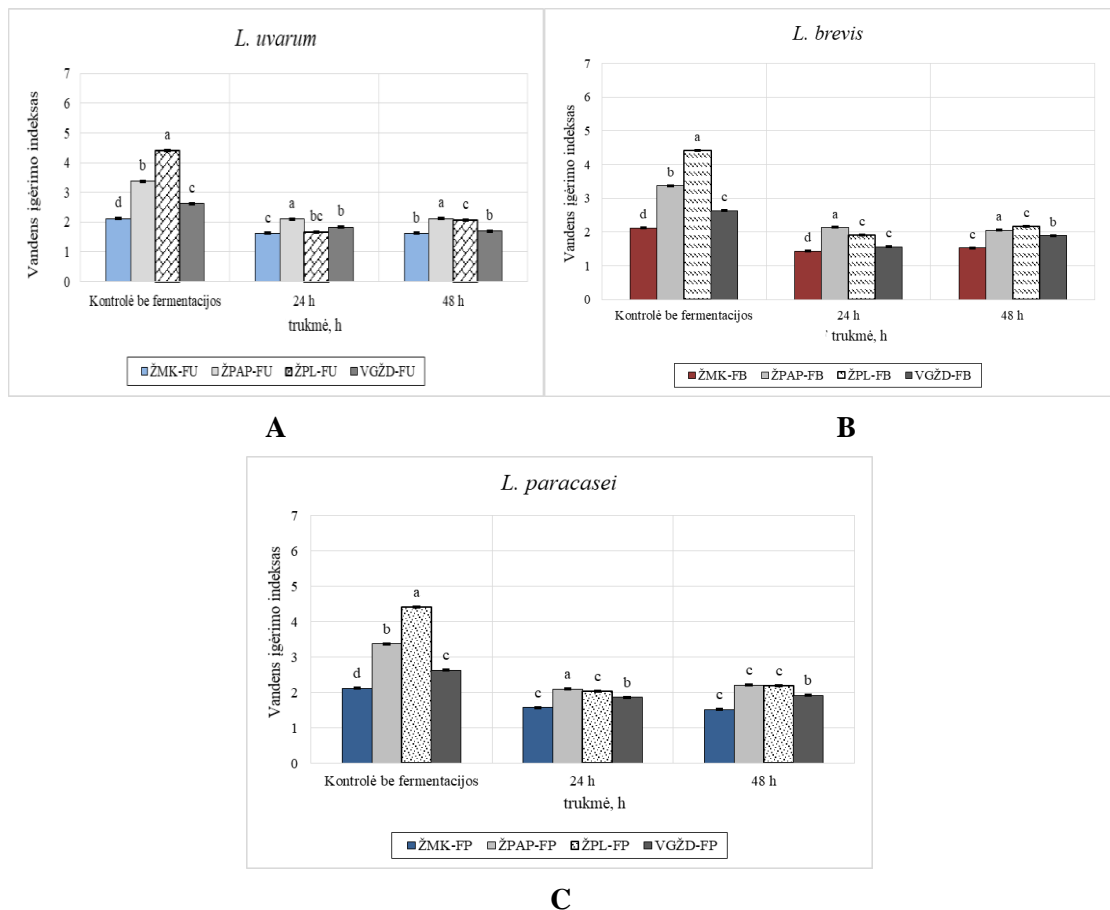 L. uvarum
Vandens įgėrimo indeksas
7
6
5
4
3
2
1
0
d b a c
c a bc b
b a c b
Kontrolė be fermentacijos 24 h 48 h
trukmė, h
ŽMK-FU ŽPAP-FU ŽPL-FU VGŽD-FU
A
L. brevis
Vandens įgėrimo indeksas
7
6
5
4
3
2
1
0
d b a c
d a c c
c a c b
Kontrolė be fermentacijos 24 h 48 h
' trukmė, h
ŽMK-FB ŽPAP-FB ŽPL-FB VGŽD-FB
B
L. paracasei
Vandens įgėrimo indeksas
7
6
5
4
3
2
1
0
d b a c
c a c b
c c c b
Kontrolė be fermentacijos 24 h 48 h
trukmė, h
ŽMK-FP ŽPAP-FP ŽPL-FP VGŽD-FP
C